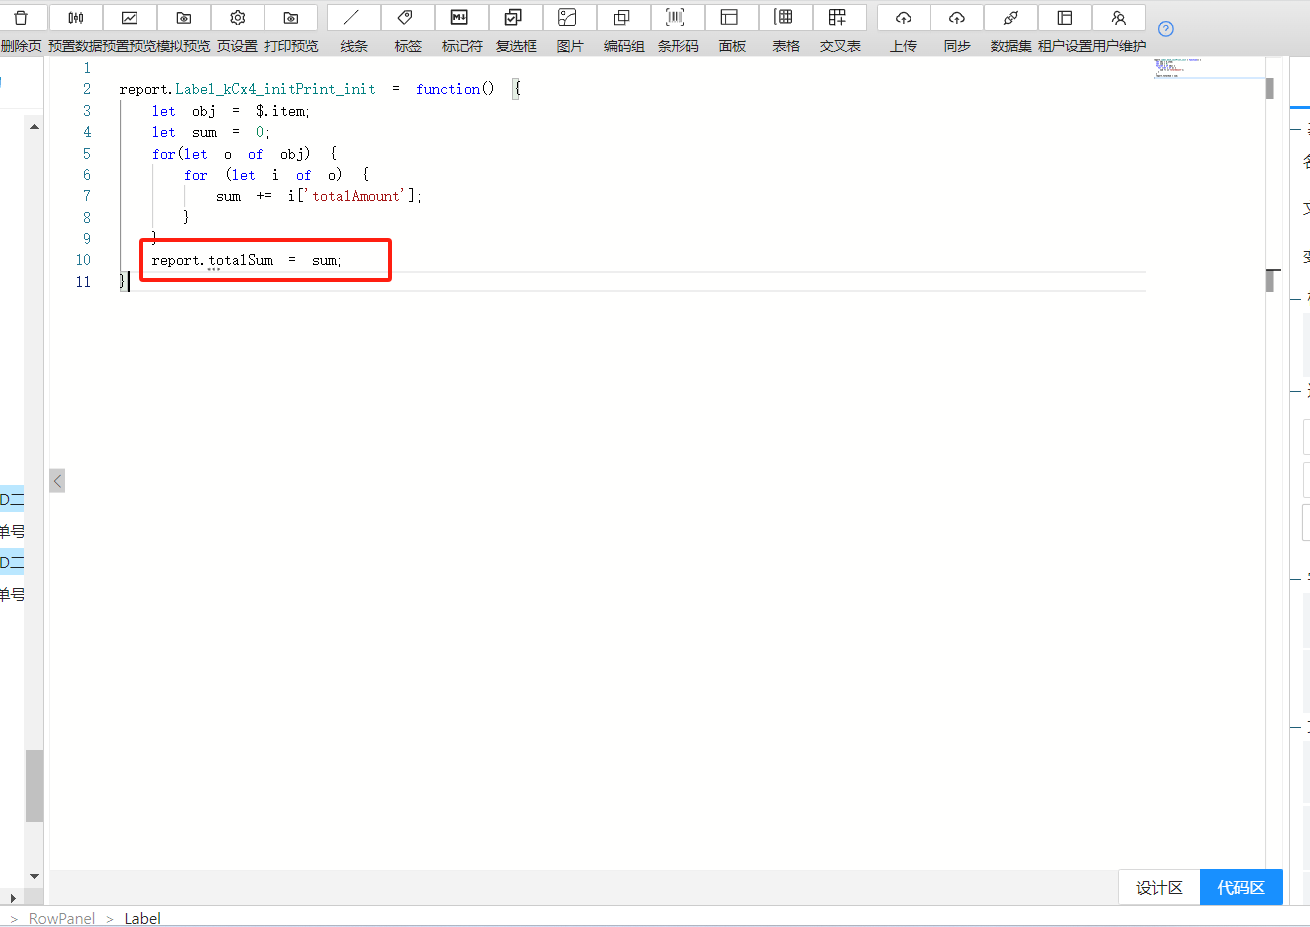 删除页 预置数据 预置预览 模拟预览 页设置 打印预览 线条 标签 标记符 复选框 图片 编码组 条形码 面板 表格 交叉表 上传 同步 数据集 租户设置 用户维护
1
2 report.Label_kCx4_initPrint_init = function() {
3 let obj = $.item;
4 let sum = 0;
5 for(let o of obj) {
6 for (let i of o) {
7 sum += i['totalAmount'];
8 }
9 }
10 report.totalSum = sum;
11 }
D二
单号
D二
单号
设计区 代码区
> RowPanel > Label